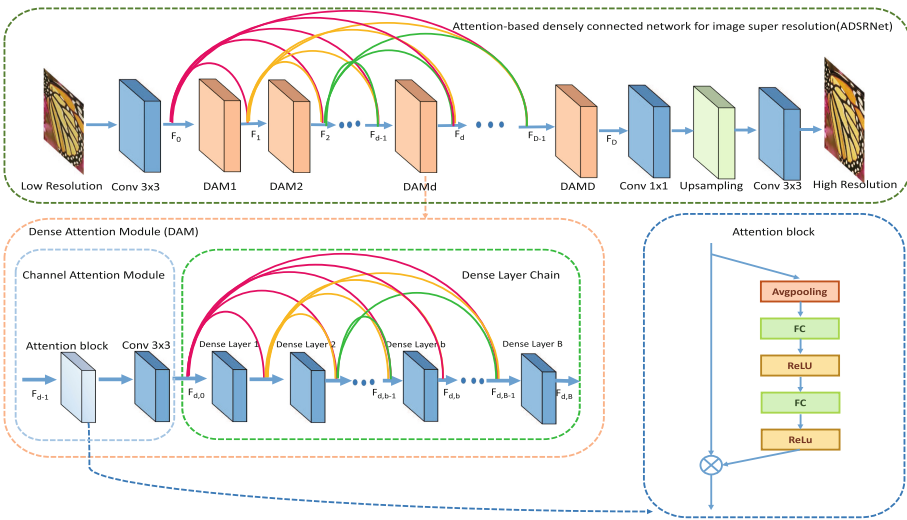 Attention-based densely connected network for image super resolution(ADSRNet)
F0
F1
F2
Fd-1
Fd
FD-1
FD
Low Resolution
Conv 3x3
DAM1
DAM2
DAMd
DAMD
Conv 1x1
Upsampling
Conv 3x3
High Resolution
Dense Attention Module (DAM)
Channel Attention Module
Dense Layer Chain
Attention block
Conv 3x3
Dense Layer 1
Dense Layer 2
Dense Layer b
Dense Layer B
Fd-1
Fd,0
Fd,b-1
Fd,b
Fd,B-1
Fd,B
Attention block
Avgpooling
FC
ReLU
FC
ReLu